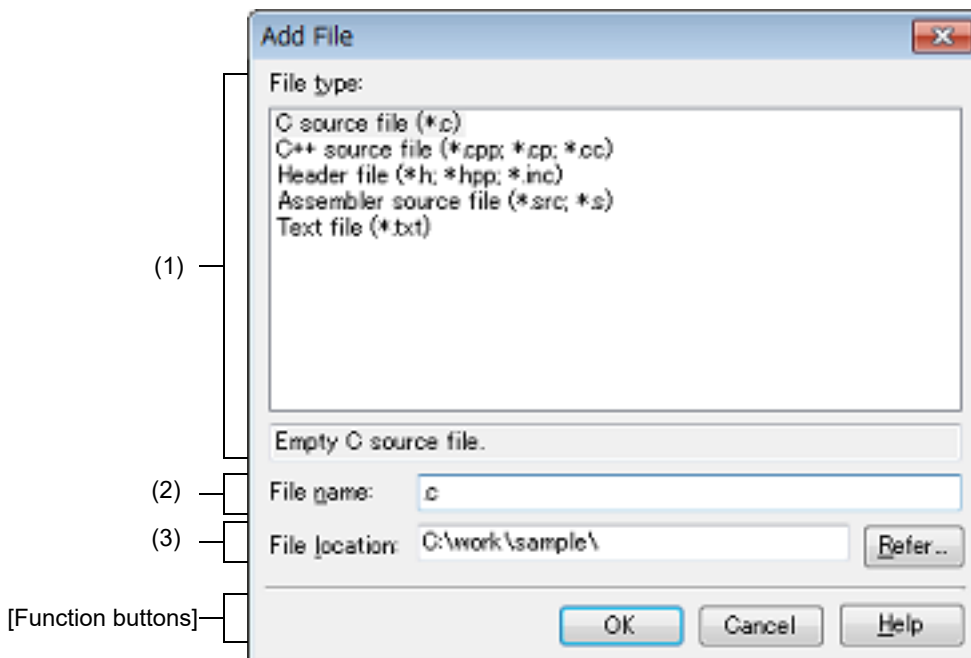 Add File
File type:
C source file (*.c)
C++ source file (*.cpp; *.cp; *.cc)
Header file (*.h; *.hpp; *.inc)
Assembler source file (*.src; *.s)
Text file (*.txt)
(1)
Empty C source file.
(2)
File name:
.c
(3)
File location:
C:\work\sample\
Refer...
[Function buttons]
OK
Cancel
Help